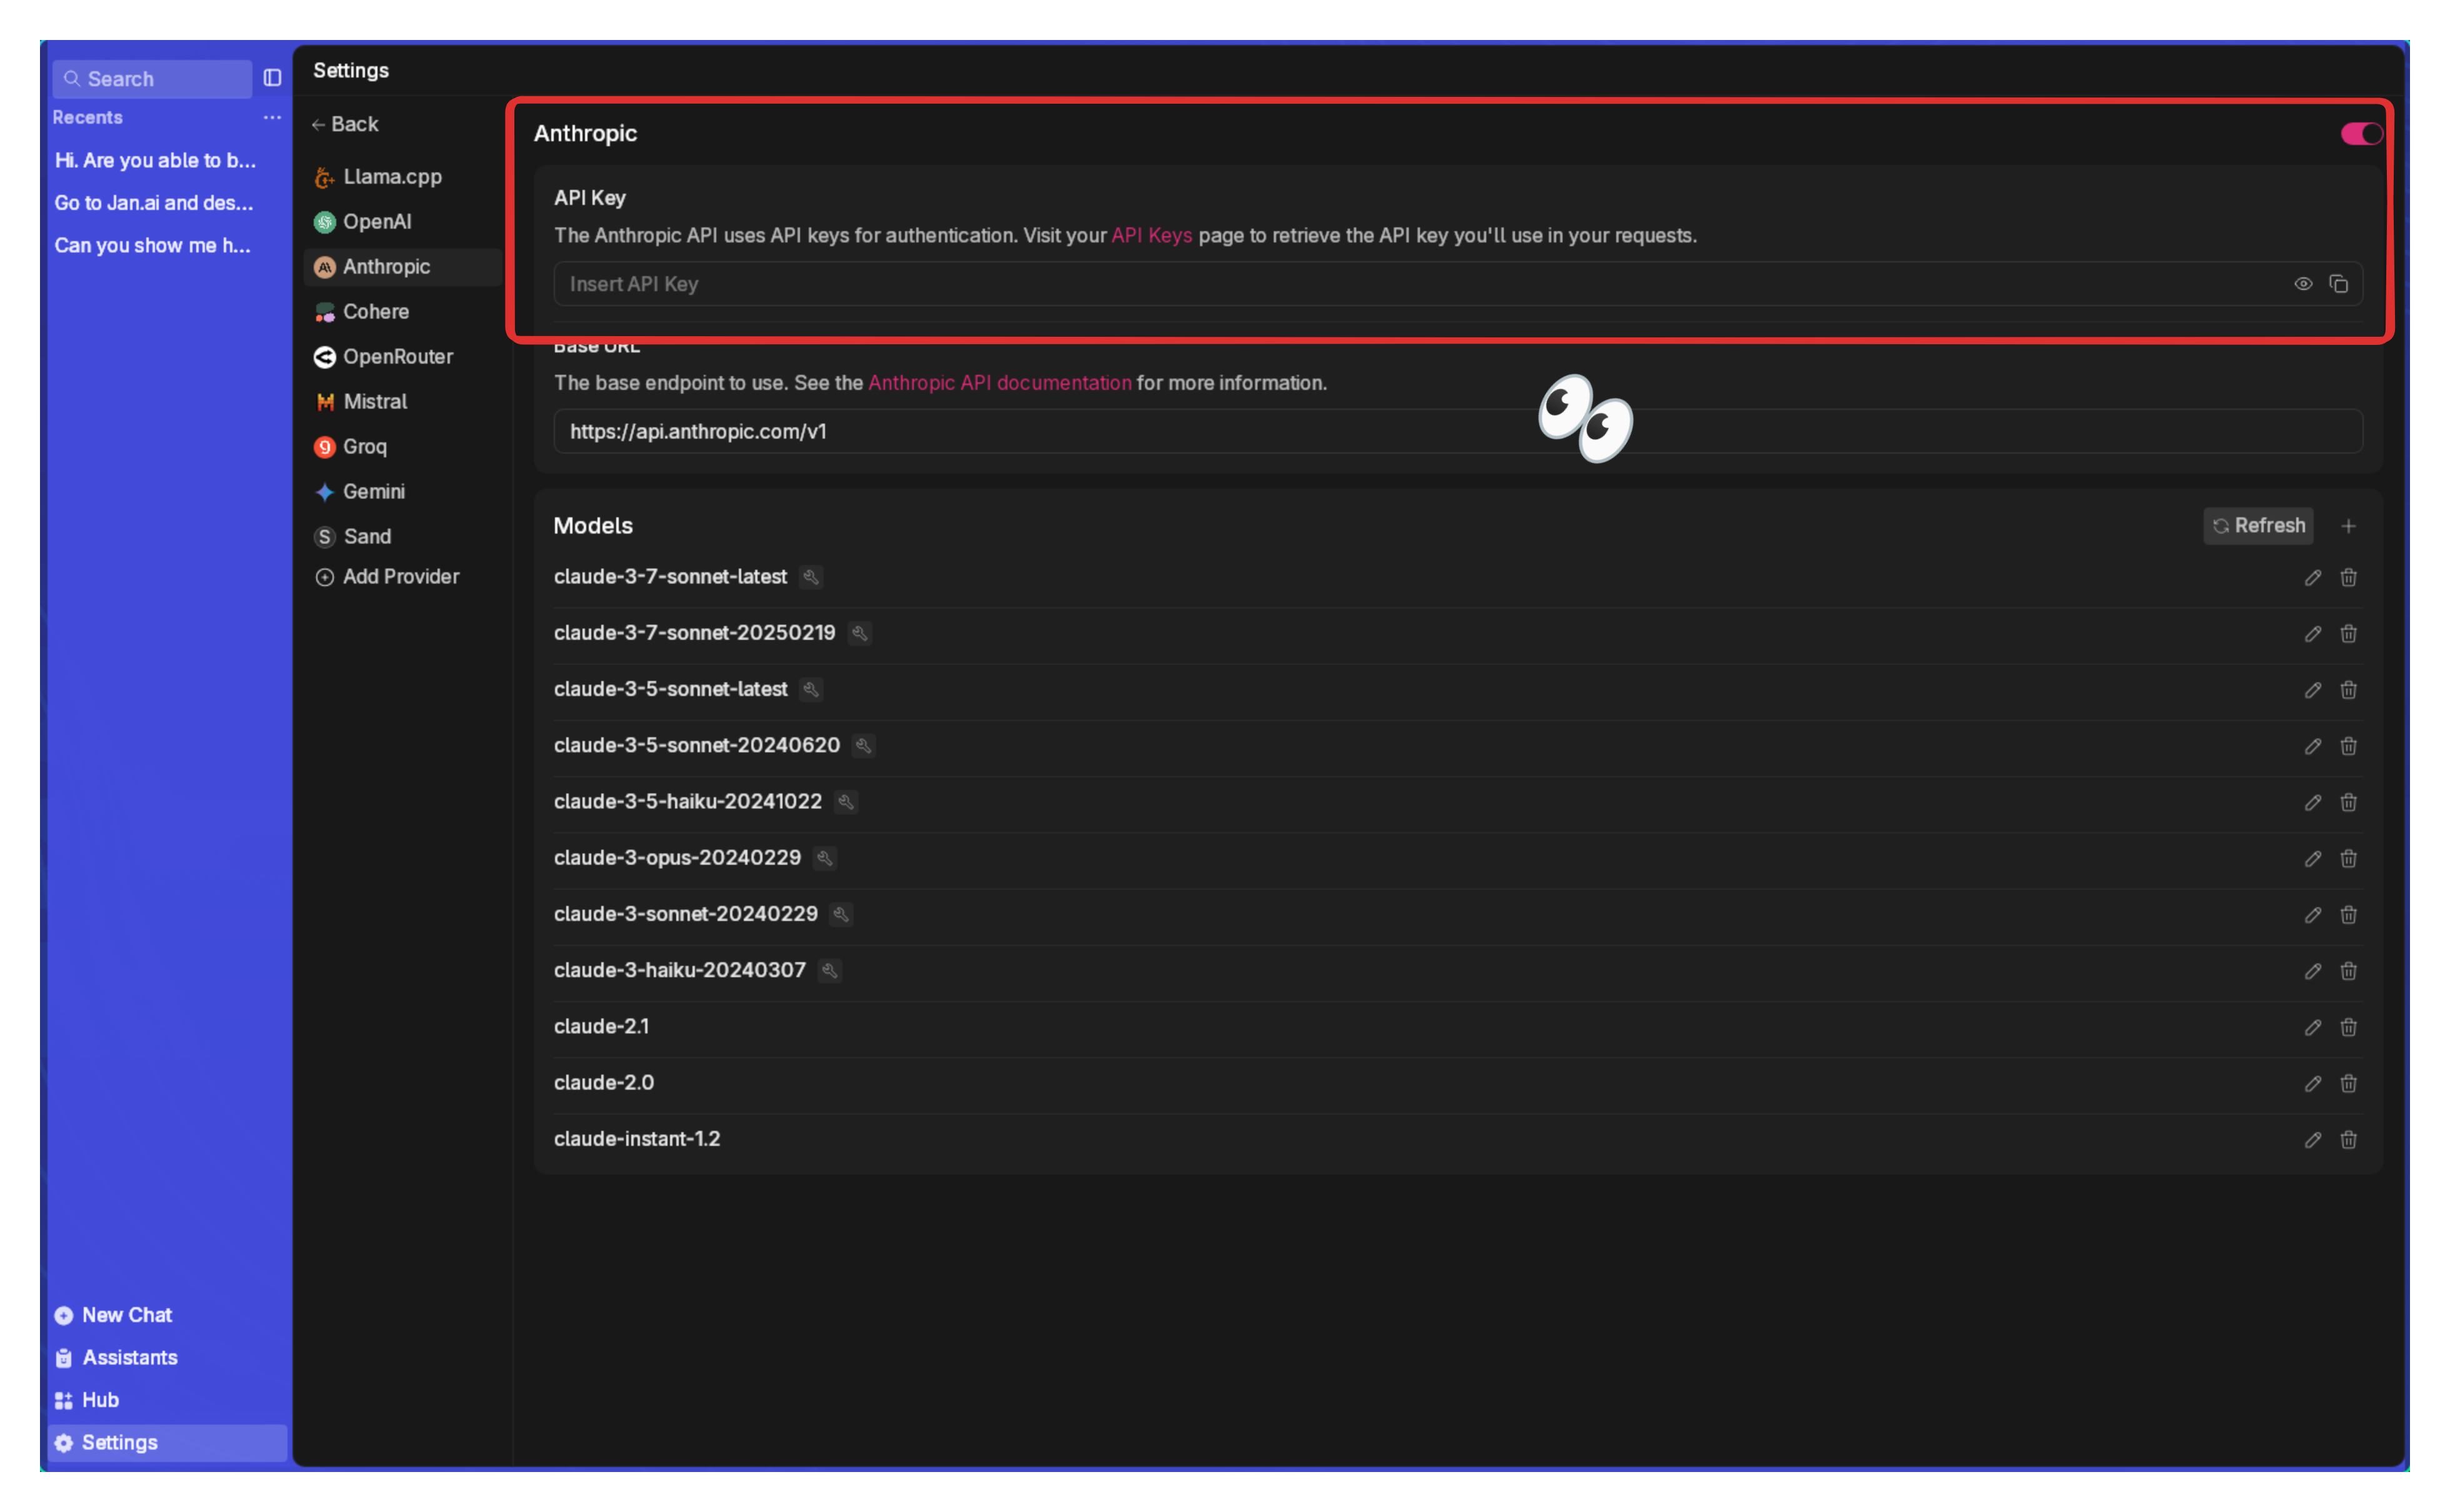 Search
Recents
Hi. Are you able to b...
Go to Jan.ai and des...
Can you show me h...
New Chat
Assistants
Hub
Settings
Settings
Back
Llama.cpp
OpenAI
Anthropic
Cohere
OpenRouter
Mistral
Groq
Gemini
Sand
Add Provider
Anthropic
API Key
The Anthropic API uses API keys for authentication. Visit your API Keys page to retrieve the API key you'll use in your requests.
Insert API Key
Base URL
The base endpoint to use. See the Anthropic API documentation for more information.
https://api.anthropic.com/v1
Models
Refresh
claude-3-7-sonnet-latest
claude-3-7-sonnet-20250219
claude-3-5-sonnet-latest
claude-3-5-sonnet-20240620
claude-3-5-haiku-20241022
claude-3-opus-20240229
claude-3-sonnet-20240229
claude-3-haiku-20240307
claude-2.1
claude-2.0
claude-instant-1.2